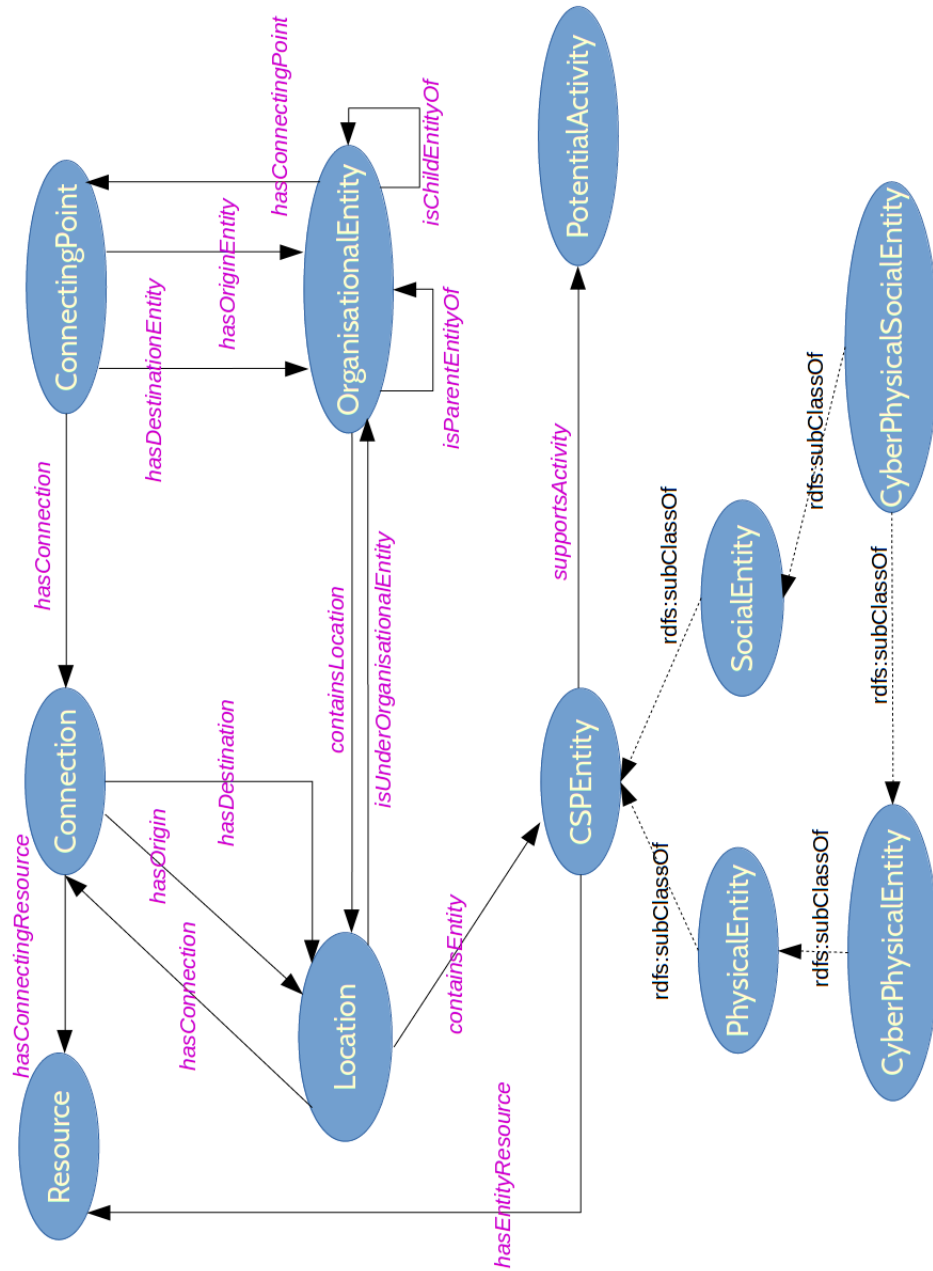 Resource
hasConnectingResource
Connection
hasConnection
ConnectingPoint
hasConnection
hasOrigin
hasDestination
hasDestinationEntity
hasOriginEntity
hasConnectingPoint
Location
containsLocation
isUnderOrganisationalEntity
OrganisationalEntity
isParentEntityOf
isChildEntityOf
containsEntity
hasEntityResource
CSPEntity
supportsActivity
PotentialActivity
rdfs:subClassOf
rdfs:subClassOf
PhysicalEntity
SocialEntity
rdfs:subClassOf
rdfs:subClassOf
CyberPhysicalEntity
rdfs:subClassOf
CyberPhysicalSocialEntity